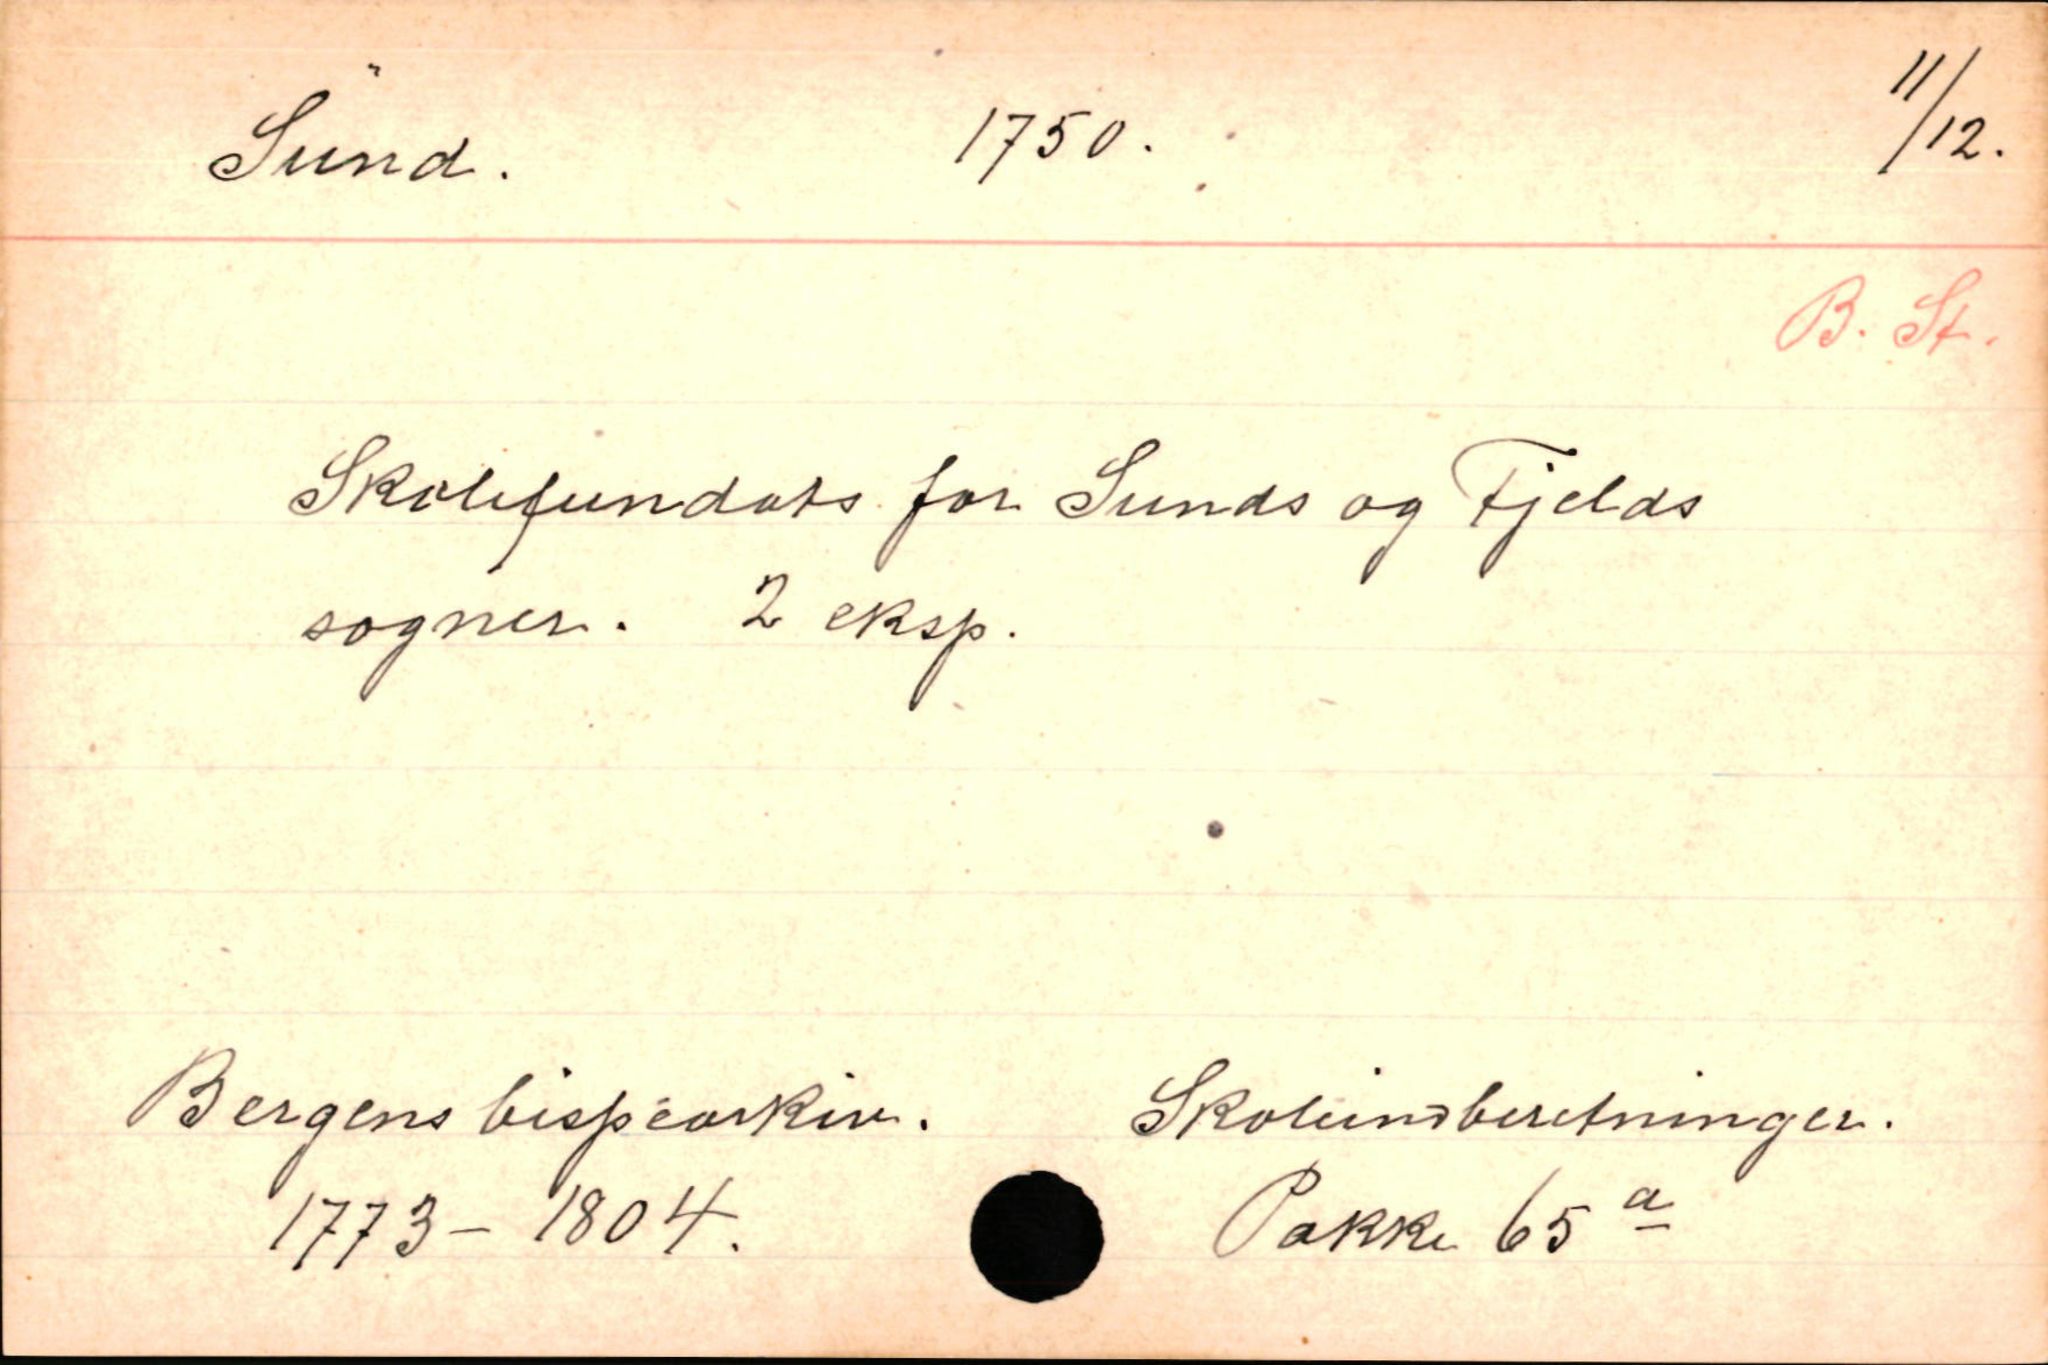 Sund. 1750. 11/12.
B. St.
Skolefundats for Sunds og Fjelds
sogner. 2 eksp.
Bergens bispearkiv. Skoleindberetninger.
1773-1804. Pakke 65 a